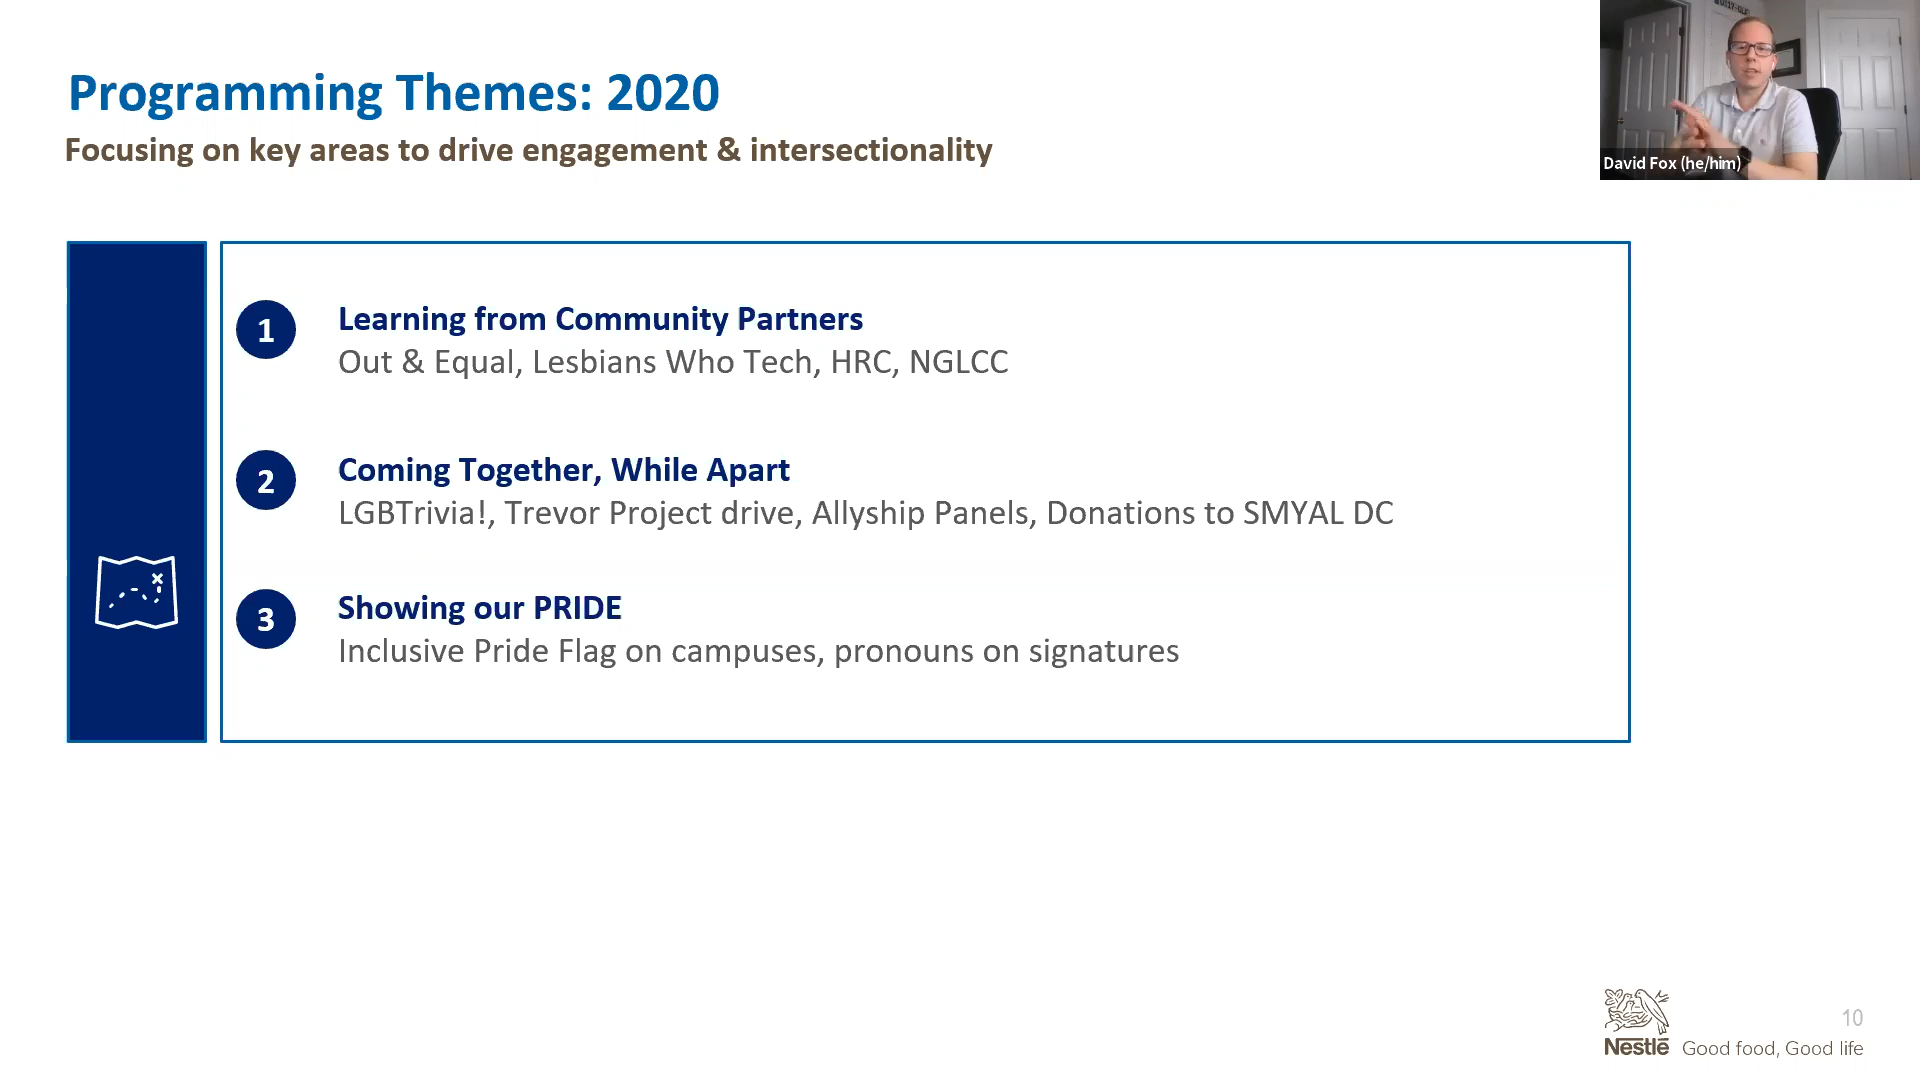 Programming Themes: 2020
Focusing on key areas to drive engagement & intersectionality
David Fox (he/him)
1
Learning from Community Partners
Out & Equal, Lesbians Who Tech, HRC, NGLCC
2
Coming Together, While Apart
LGBTrivia!, Trevor Project drive, Allyship Panels, Donations to SMYAL DC
3
Showing our PRIDE
Inclusive Pride Flag on campuses, pronouns on signatures
10
Nestlé Good food, Good life